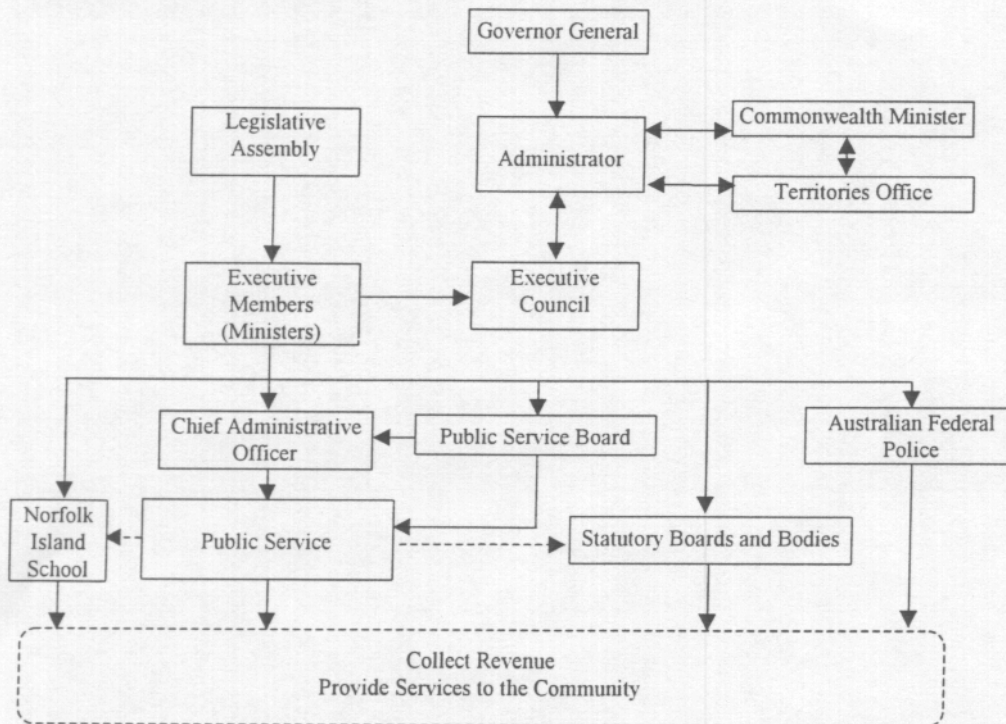 Governor General
Legislative
Assembly
Administrator
Commonwealth Minister
Territories Office
Executive
Members
(Ministers)
Executive
Council
Chief Administrative
Officer
Public Service Board
Australian Federal
Police
Norfolk
Island
School
Public Service
Statutory Boards and Bodies
Collect Revenue
Provide Services to the Community